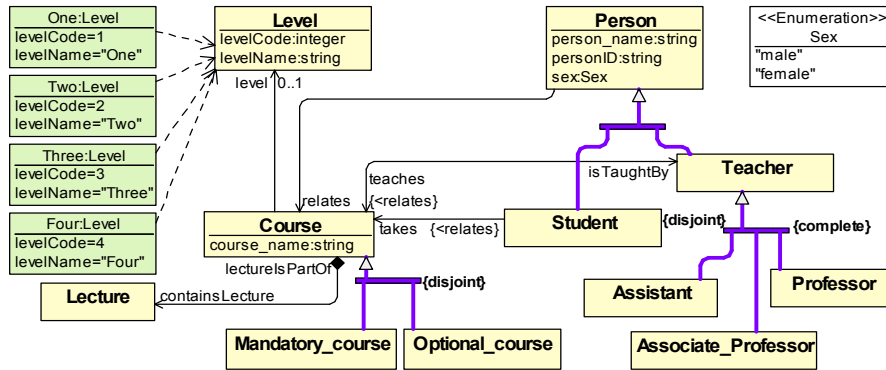 One:Level
levelCode=1
levelName="One"
Two:Level
levelCode=2
levelName="Two"
Three:Level
levelCode=3
levelName="Three"
Four:Level
levelCode=4
levelName="Four"
Level
levelCode:integer
levelName:string
level 0..1
Person
person_name:string
personID:string
sex:Sex
<<Enumeration>>
Sex
"male"
"female"
relates
teaches
{<relates}
isTaughtBy
Teacher
Course
course_name:string
takes {<relates}
Student
{disjoint}
{complete}
lectureIsPartOf
{disjoint}
Lecture
containsLecture
Assistant
Professor
Mandatory_course
Optional_course
Associate_Professor